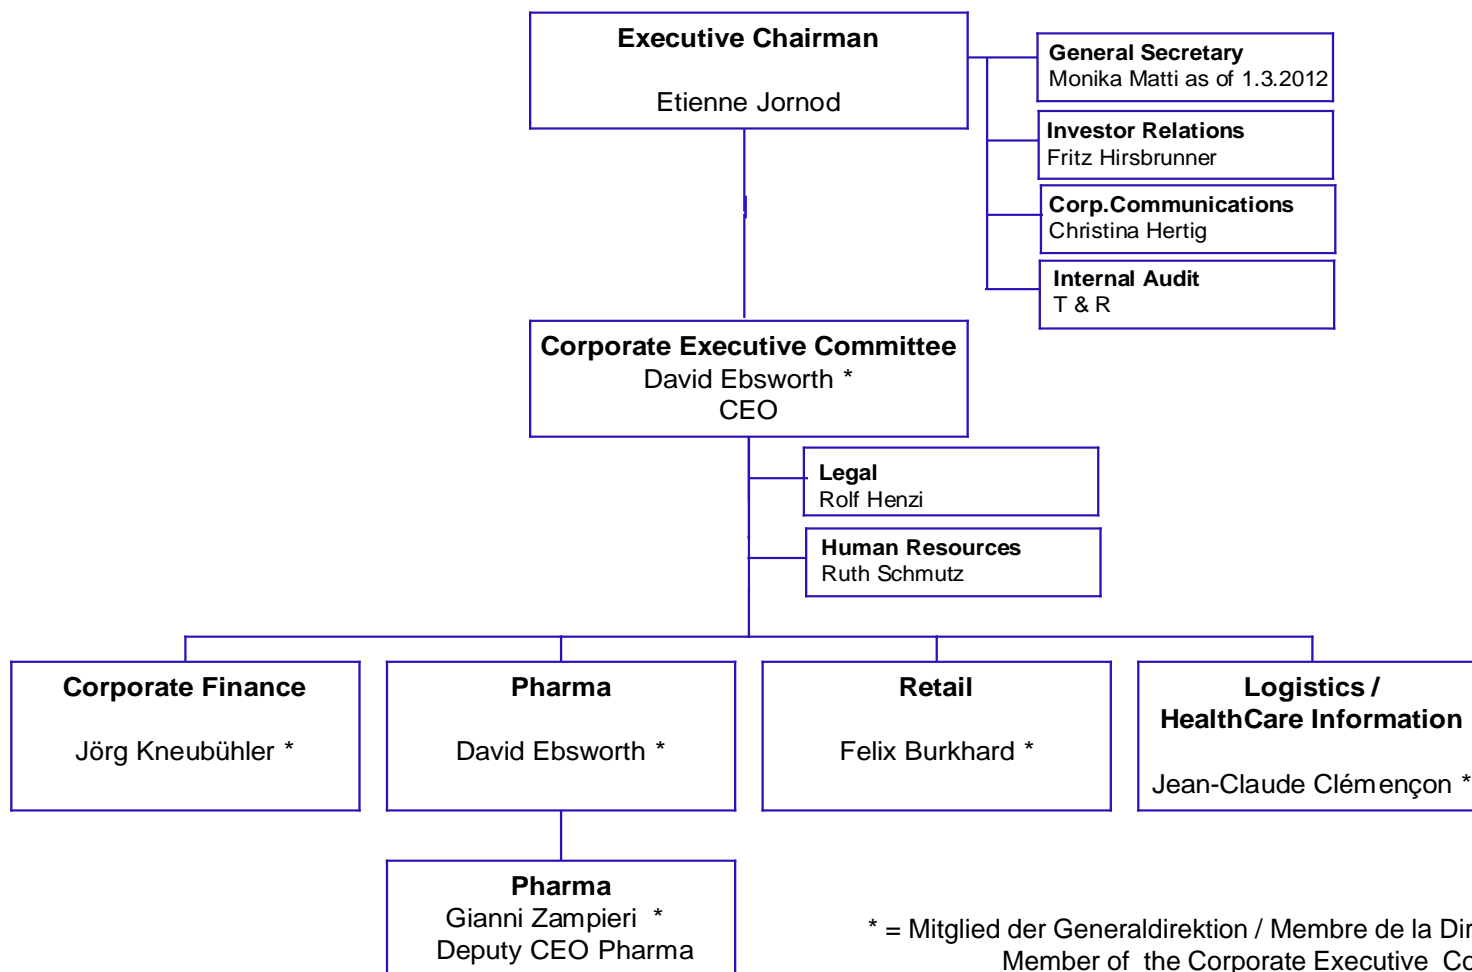 Executive Chairman
Etienne Jornod
General Secretary
Monika Matti as of 1.3.2012
Investor Relations
Fritz Hirsbrunner
Corp.Communications
Christina Hertig
Internal Audit
T & R
Corporate Executive Committee
David Ebsworth *
CEO
Legal
Rolf Henzi
Human Resources
Ruth Schmutz
Corporate Finance
Jörg Kneubühler *
Pharma
David Ebsworth *
Retail
Felix Burkhard *
Logistics /
HealthCare Information
Jean-Claude Clémençon *
Pharma
Gianni Zampieri *
Deputy CEO Pharma
* = Mitglied der Generaldirektion / Membre de la Dir
Member of the Corporate Executive Co